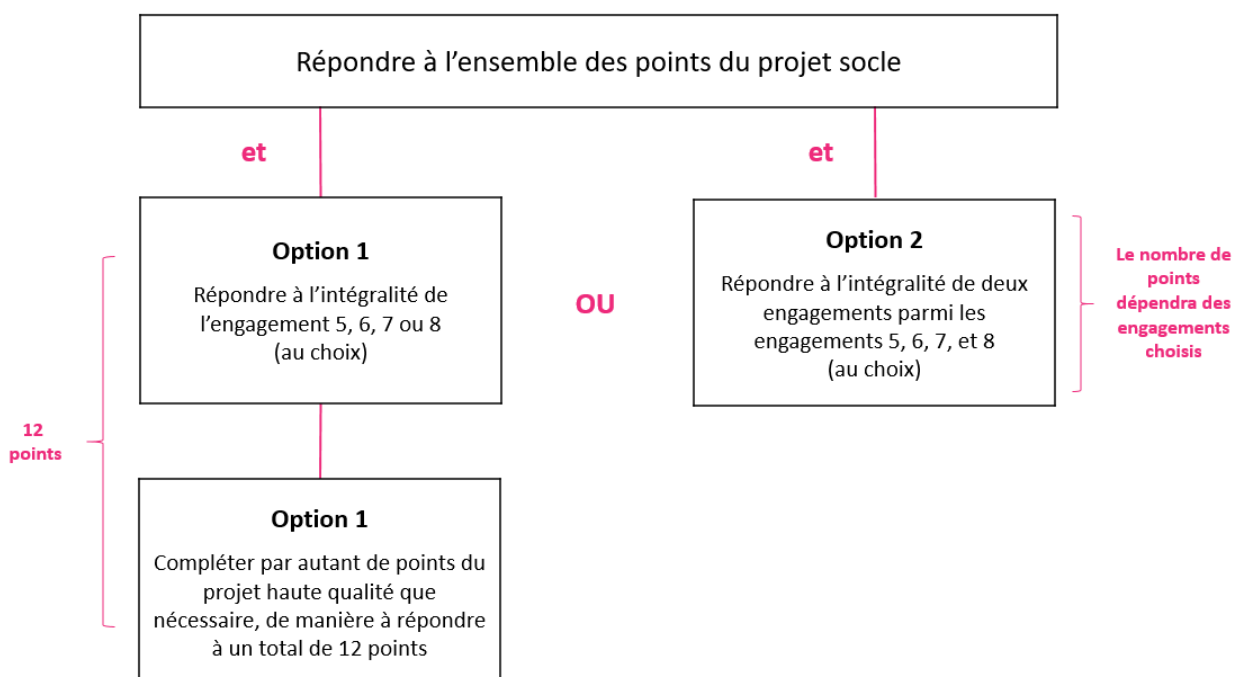 Répondre à l’ensemble des points du projet socle
et
et
Option 1
Répondre à l’intégralité de
l’engagement 5, 6, 7 ou 8
(au choix)
OU
Option 2
Répondre à l’intégralité de deux
engagements parmi les
engagements 5, 6, 7, et 8
(au choix)
Le nombre de
points
dépendra des
engagements
choisis
12
points
Option 1
Compléter par autant de points du
projet haute qualité que
nécessaire, de manière à répondre
à un total de 12 points